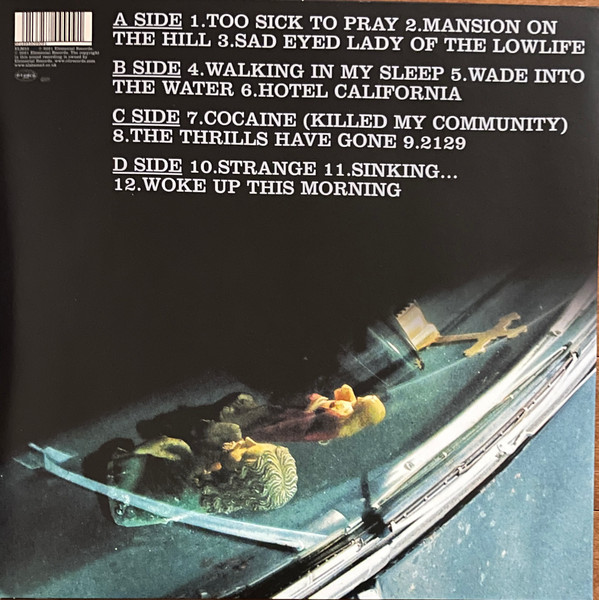 A SIDE 1.TOO SICK TO PRAY 2.MANSION ON
THE HILL 3.SAD EYED LADY OF THE LOWLIFE
B SIDE 4.WALKING IN MY SLEEP 5.WADE INTO
THE WATER 6.HOTEL CALIFORNIA
C SIDE 7.COCAINE (KILLED MY COMMUNITY)
8.THE THRILLS HAVE GONE 9.2129
D SIDE 10.STRANGE 11.SINKING...
12.WOKE UP THIS MORNING